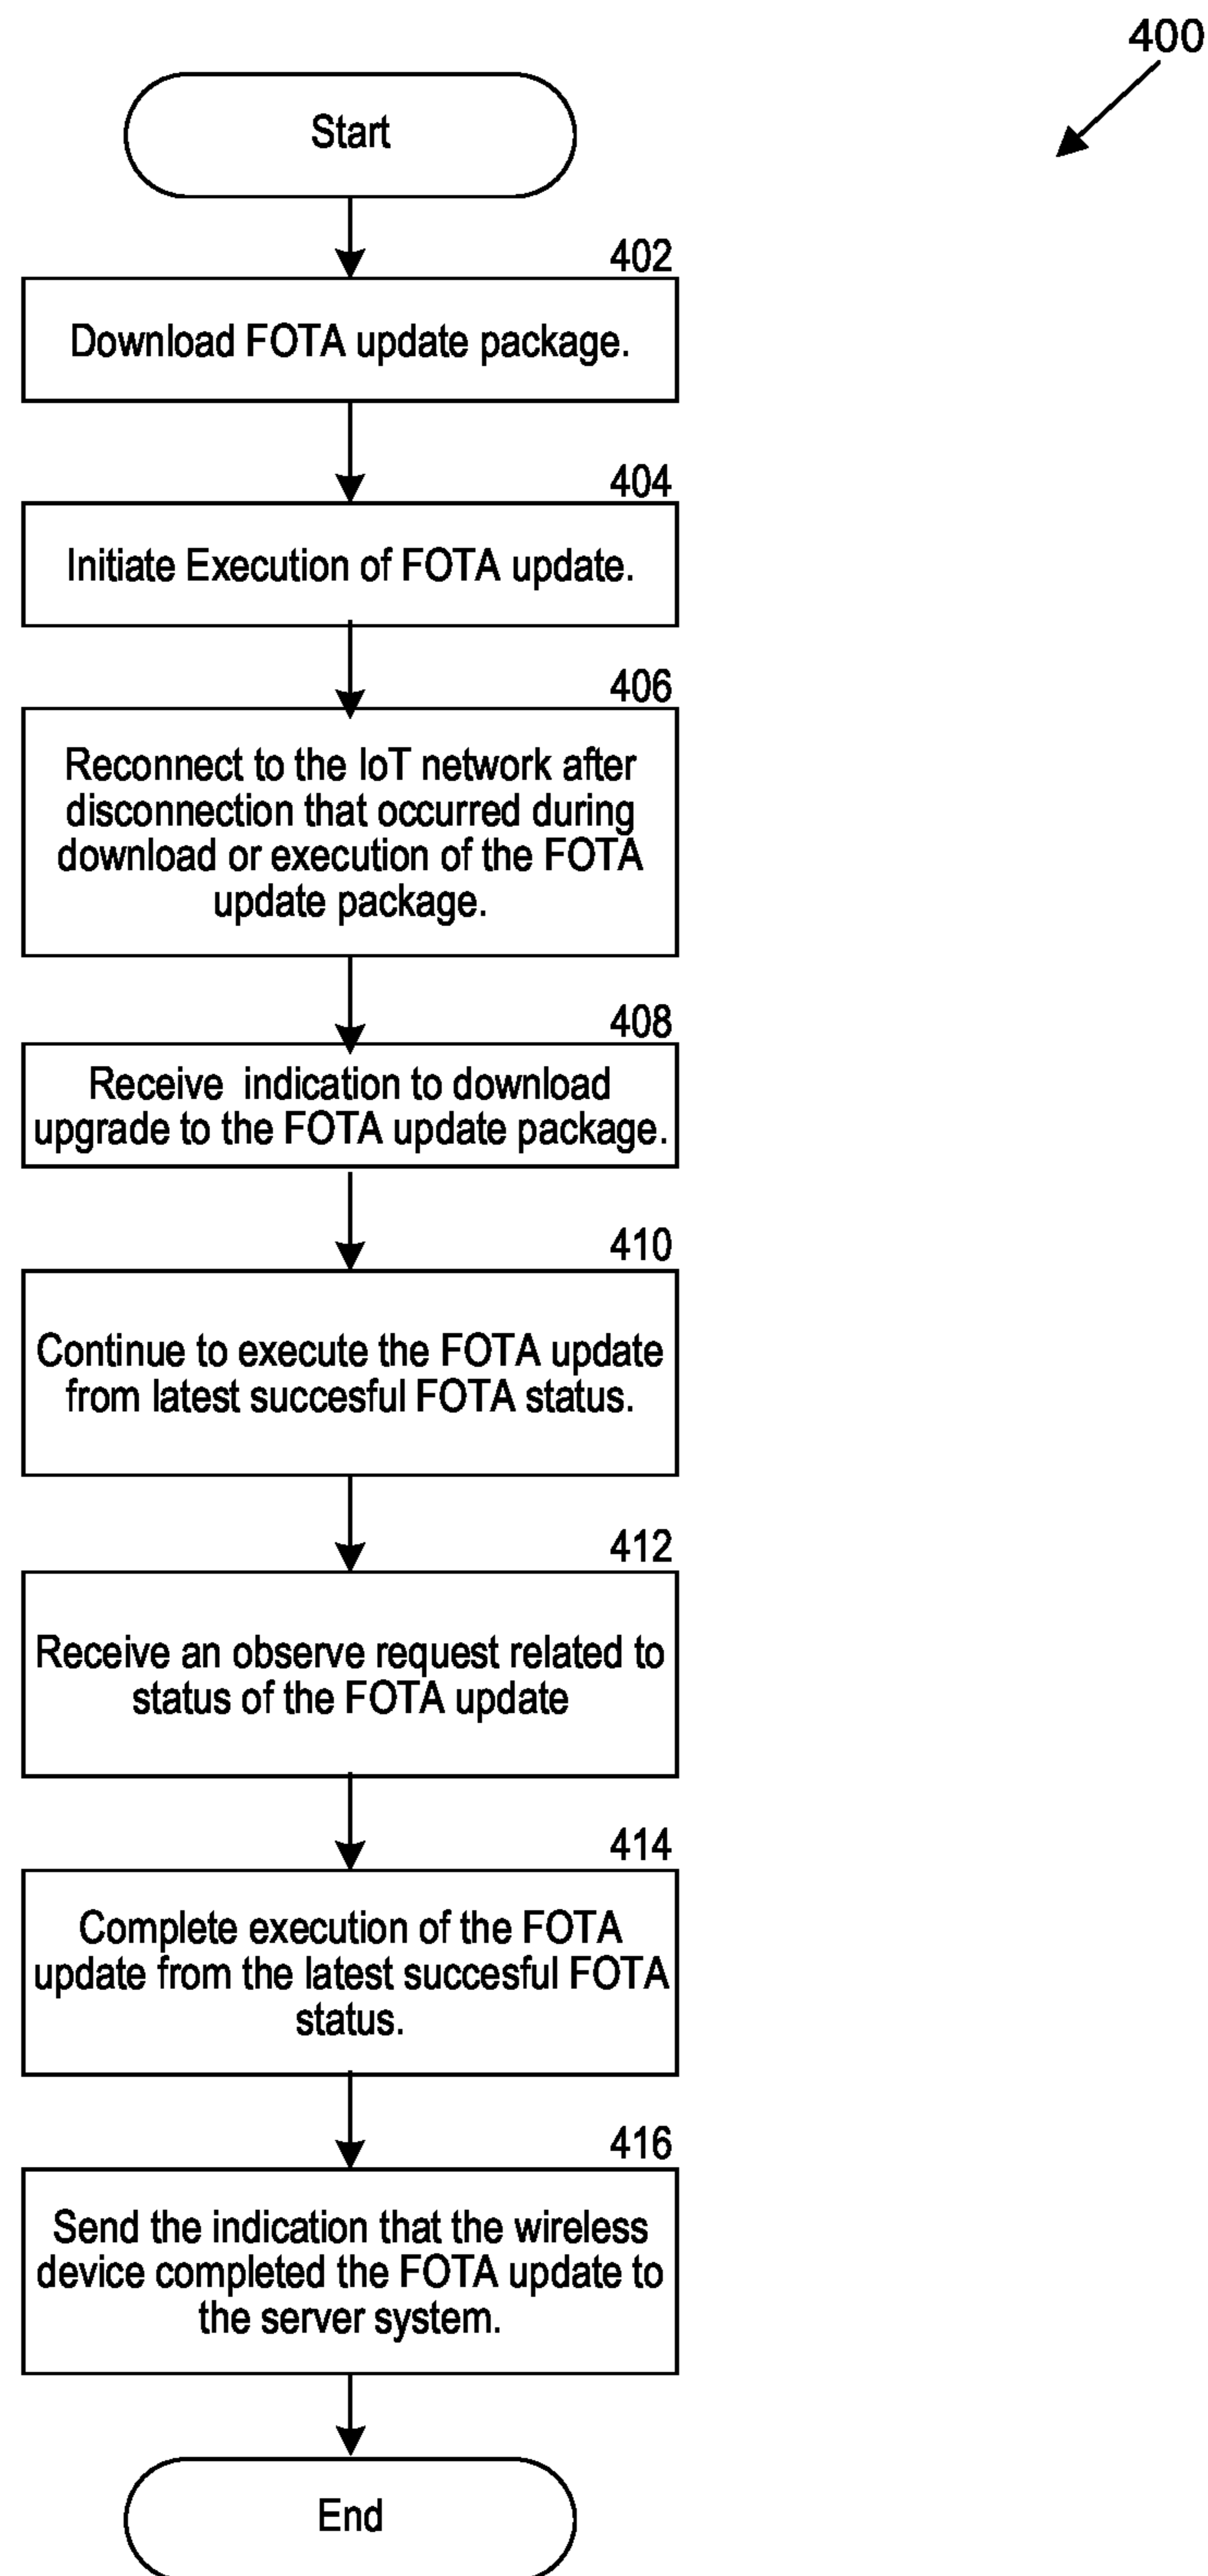 400
Start
402
Download FOTA update package.
404
Initiate Execution of FOTA update.
406
Reconnect to the IoT network after
disconnection that occurred during
download or execution of the FOTA
update package.
408
Receive indication to download
upgrade to the FOTA update package.
410
Continue to execute the FOTA update
from latest succesful FOTA status.
412
Receive an observe request related to
status of the FOTA update
414
Complete execution of the FOTA
update from the latest succesful FOTA
status.
416
Send the indication that the wireless
device completed the FOTA update to
the server system.
End